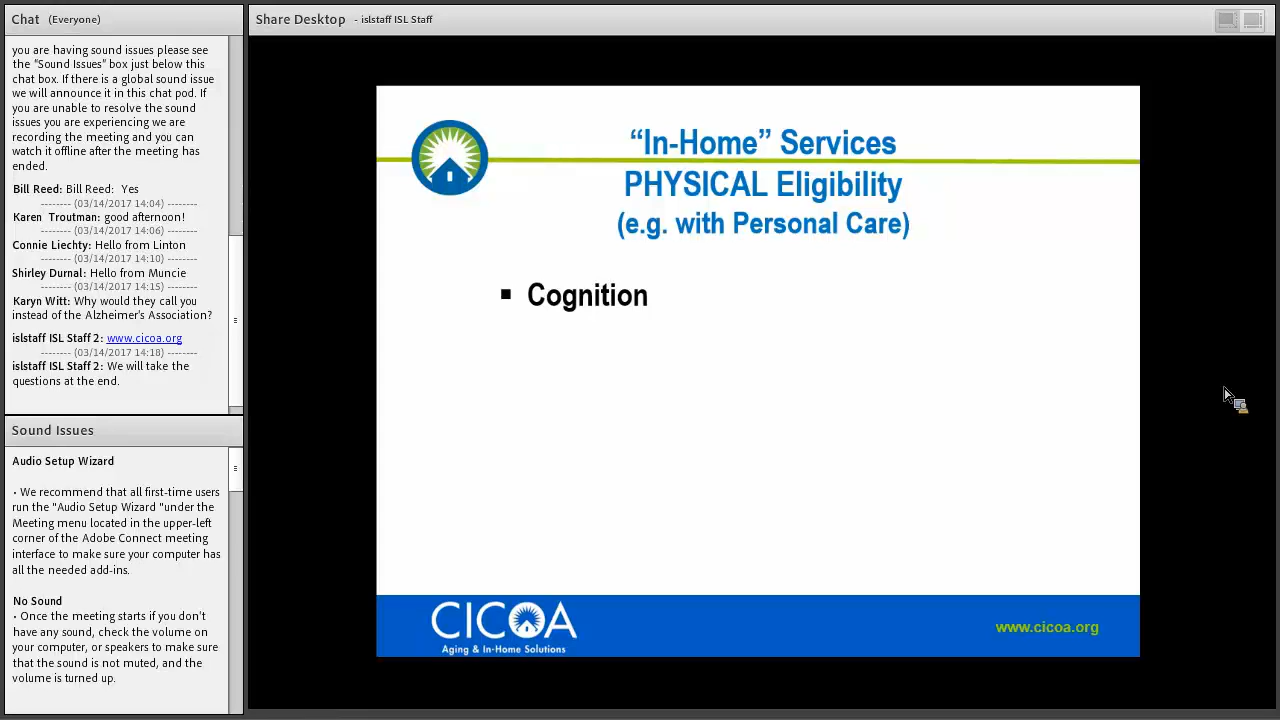 Chat (Everyone)
you are having sound issues please see
the “Sound Issues” box just below this
chat box. If there is a global sound issue
we will announce it in this chat pod. If
you are unable to resolve the sound
issues you are experiencing we are
recording the meeting and you can
watch it offline after the meeting has
ended.
Bill Reed: Bill Reed: Yes
-------- (03/14/2017 14:04) --------
Karen Troutman: good afternoon!
-------- (03/14/2017 14:06) --------
Connie Liechty: Hello from Linton
-------- (03/14/2017 14:10) --------
Shirley Durnal: Hello from Muncie
-------- (03/14/2017 14:15) --------
Karyn Witt: Why would they call you
instead of the Alzheimer's Association?
islstaff ISL Staff 2: www.cicoa.org
-------- (03/14/2017 14:18) --------
islstaff ISL Staff 2: We will take the
questions at the end.
Sound Issues
Audio Setup Wizard
• We recommend that all first-time users
run the "Audio Setup Wizard "under the
Meeting menu located in the upper-left
corner of the Adobe Connect meeting
interface to make sure your computer has
all the needed add-ins.
No Sound
• Once the meeting starts if you don't
have any sound, check the volume on
your computer, or speakers to make sure
that the sound is not muted, and the
volume is turned up.
Share Desktop - islstaff ISL Staff
“In-Home” Services
PHYSICAL Eligibility
(e.g. with Personal Care)
▪ Cognition
CICOA
Aging & In-Home Solutions
www.cicoa.org